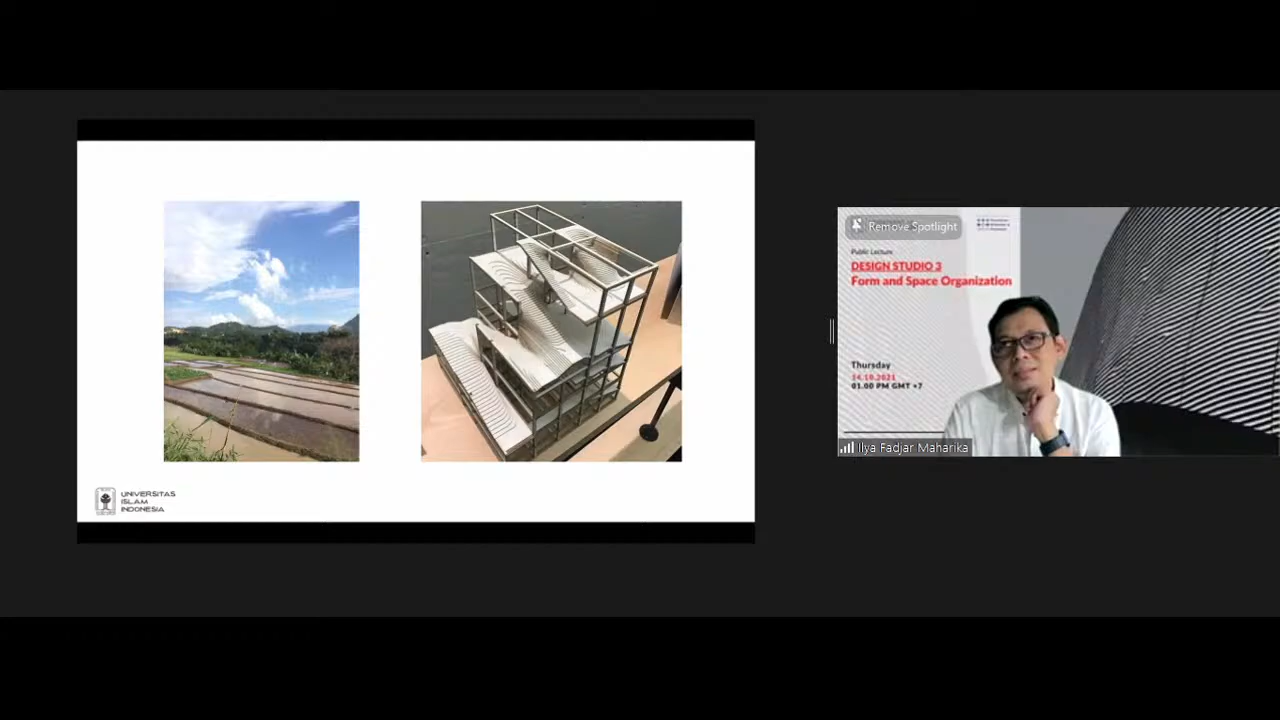 Remove Spotlight
Public Lecture
DESIGN STUDIO 3
Form and Space Organization
Thursday
14.10.2021
01.00 PM GMT +7
Ilya Fadjar Maharika
UNIVERSITAS
ISLAM
INDONESIA